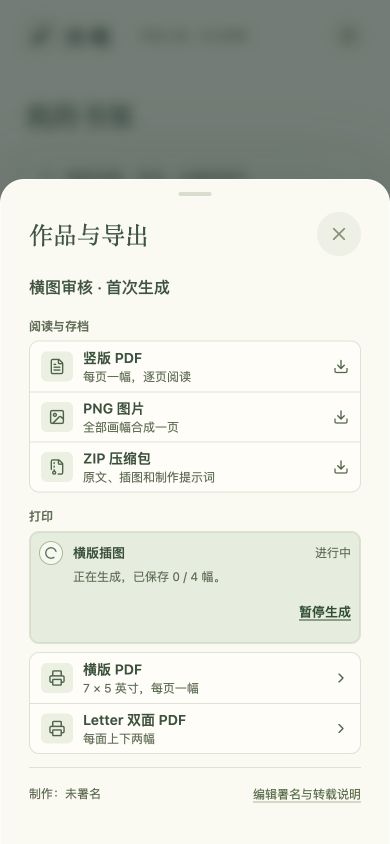 作品与导出
横图审核 · 首次生成
阅读与存档
竖版 PDF
每页一幅，逐页阅读
PNG 图片
全部画幅合成一页
ZIP 压缩包
原文、插图和制作提示词
打印
横版插图 进行中
正在生成，已保存 0 / 4 幅。
暂停生成
横版 PDF
7 × 5 英寸，每页一幅
Letter 双面 PDF
每面上下两幅
制作：未署名 编辑署名与转载说明